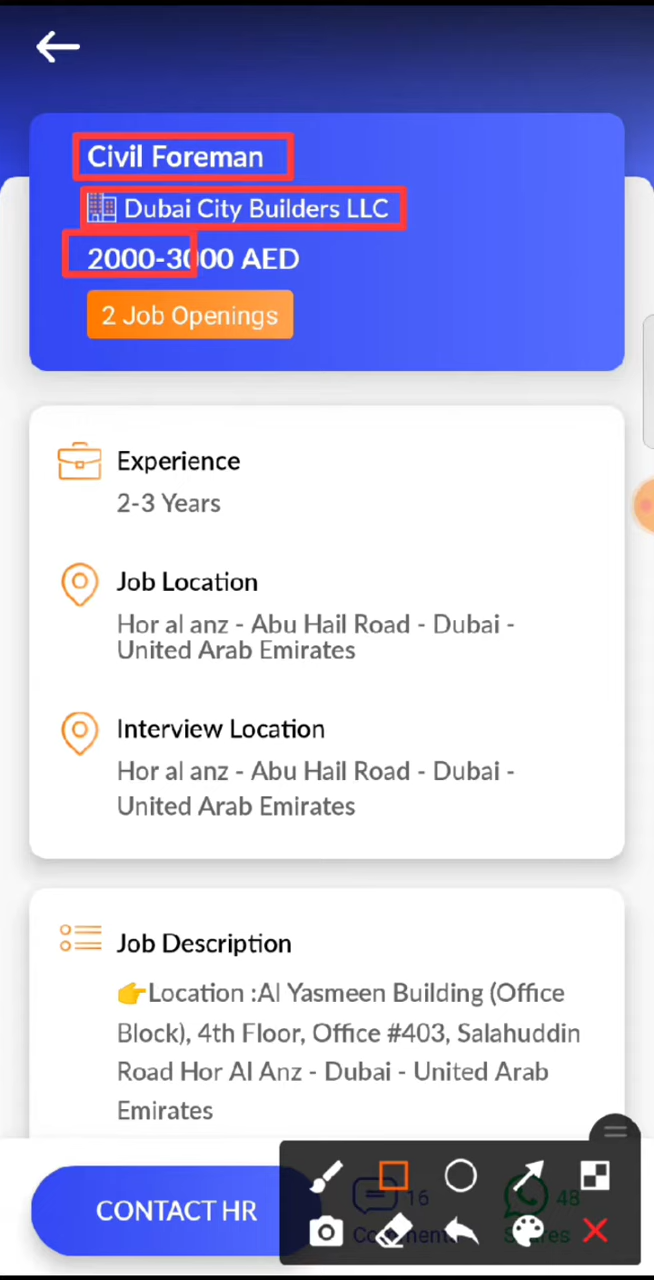 Civil Foreman
Dubai City Builders LLC
2000-3000 AED
2 Job Openings
Experience
2-3 Years
Job Location
Hor al anz - Abu Hail Road - Dubai -
United Arab Emirates
Interview Location
Hor al anz - Abu Hail Road - Dubai -
United Arab Emirates
Job Description
👉Location :Al Yasmeen Building (Office
Block), 4th Floor, Office #403, Salahuddin
Road Hor Al Anz - Dubai - United Arab
Emirates
CONTACT HR
16
48